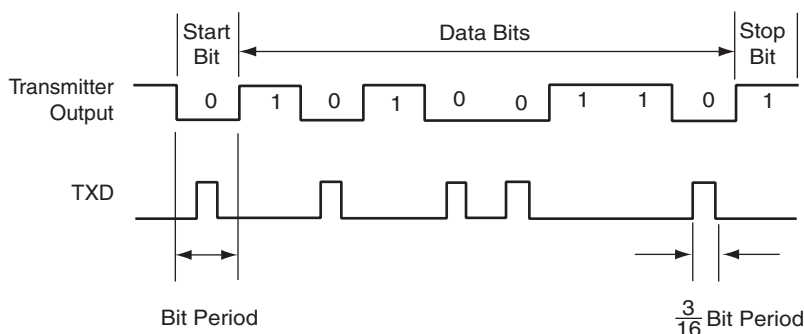 Start
Bit
Data Bits
Stop
Bit
Transmitter
Output
0 1 0 1 0 0 1 1 0 1
TXD
Bit Period
3/16 Bit Period